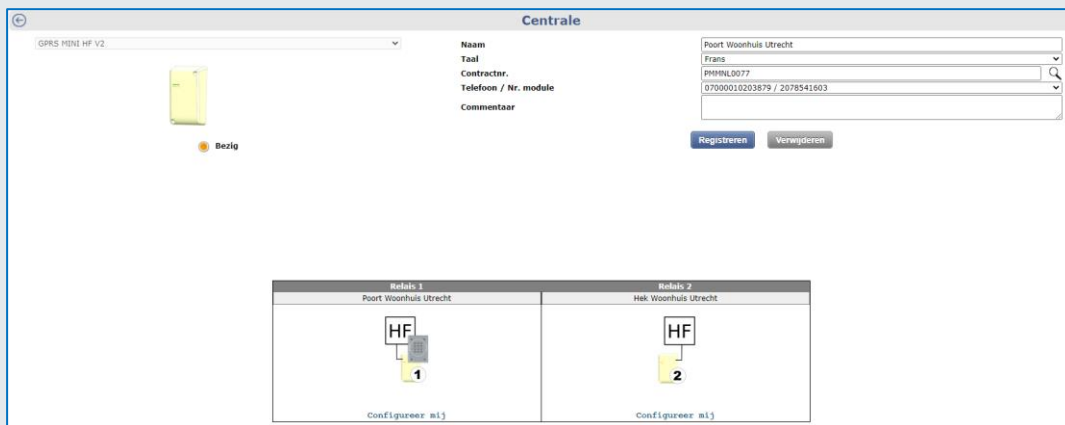 Centrale
GPRS MINI HF V2
Naam Poort Woonhuis Utrecht
Taal Frans
Contractnr. PMMNL0077
Telefoon / Nr. module 07000010203879 / 2078541603
Commentaar
Bezig
Registreren Verwijderen
Relais 1 Relais 2
Poort Woonhuis Utrecht Hek Woonhuis Utrecht
HF HF
1 2
Configureer mij Configureer mij